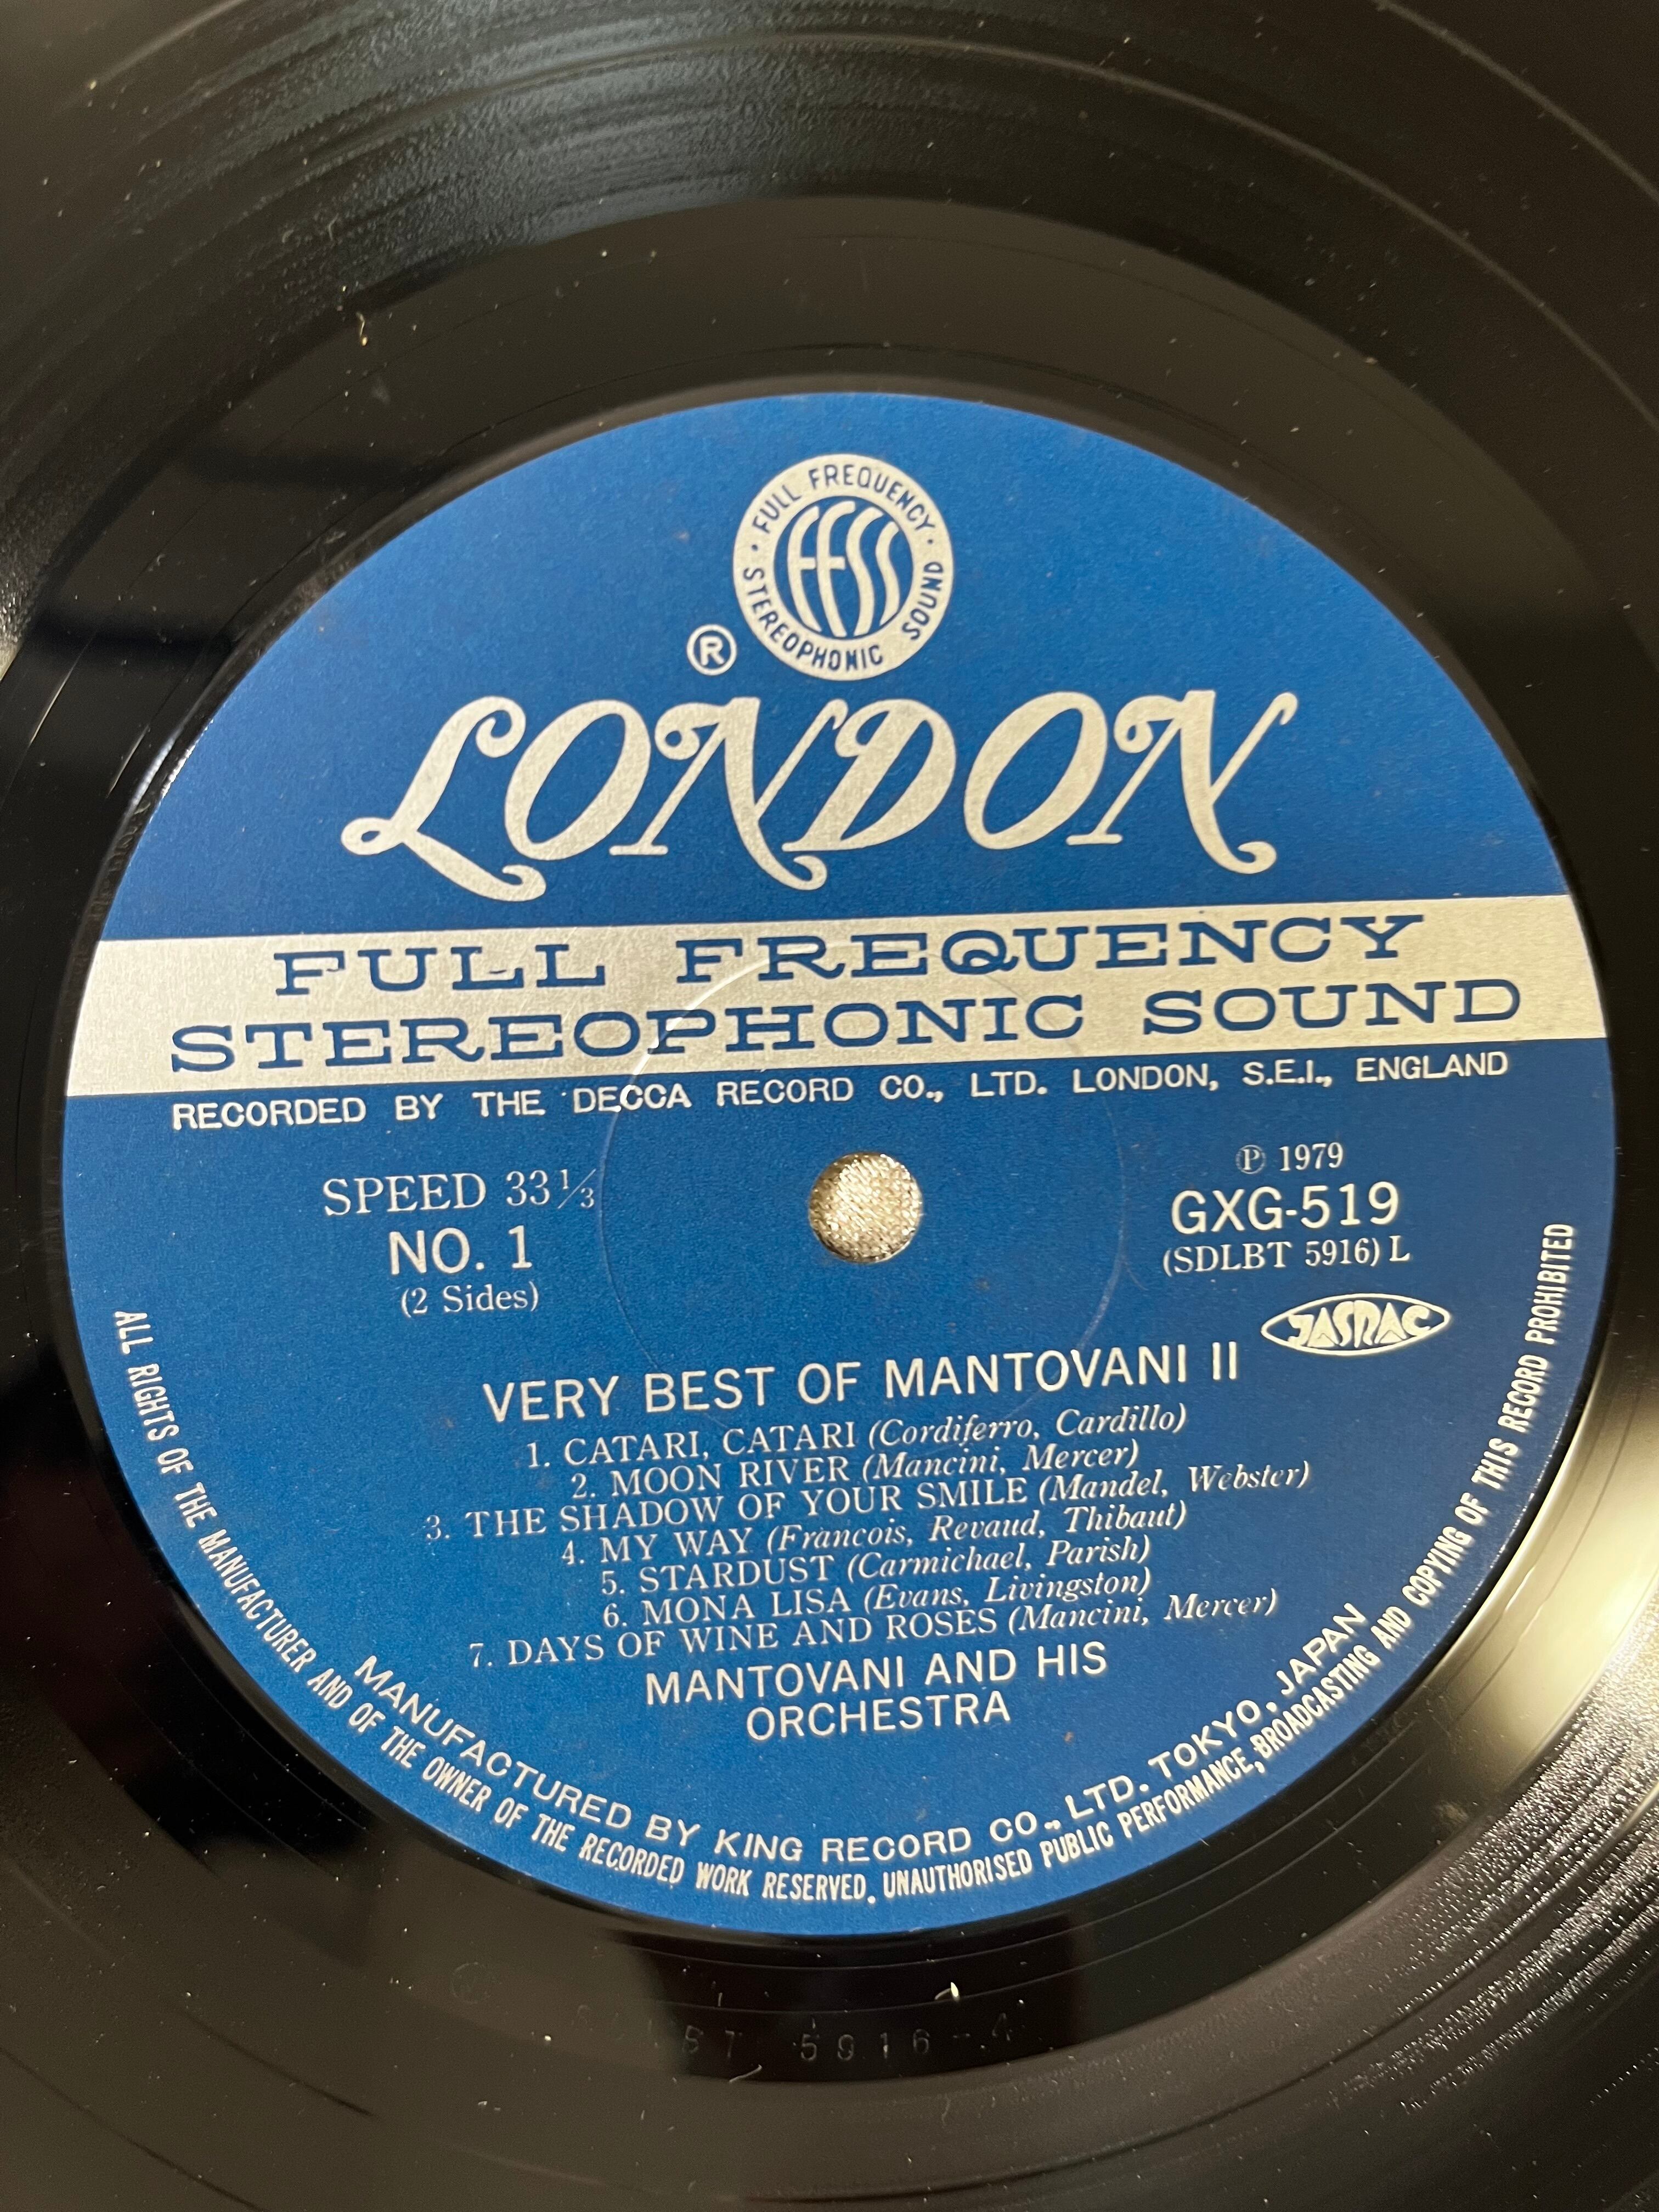 FULL FREQUENCY
STEREOPHONIC SOUND
FFSS
®
LONDON
FULL FREQUENCY
STEREOPHONIC SOUND
RECORDED BY THE DECCA RECORD CO., LTD. LONDON, S.E.I., ENGLAND
SPEED 33⅓
NO. 1
(2 Sides)
℗ 1979
GXG-519
(SDLBT 5916) L
JASRAC
VERY BEST OF MANTOVANI II
1. CATARI, CATARI (Cordiferro, Cardillo)
2. MOON RIVER (Mancini, Mercer)
3. THE SHADOW OF YOUR SMILE (Mandel, Webster)
4. MY WAY (Francois, Revaud, Thibaut)
5. STARDUST (Carmichael, Parish)
6. MONA LISA (Evans, Livingston)
7. DAYS OF WINE AND ROSES (Mancini, Mercer)
MANTOVANI AND HIS
ORCHESTRA
MANUFACTURED BY KING RECORD CO., LTD. TOKYO, JAPAN
ALL RIGHTS OF THE MANUFACTURER AND OF THE OWNER OF THE RECORDED WORK RESERVED. UNAUTHORISED PUBLIC PERFORMANCE, BROADCASTING AND COPYING OF THIS RECORD PROHIBITED
5916-4